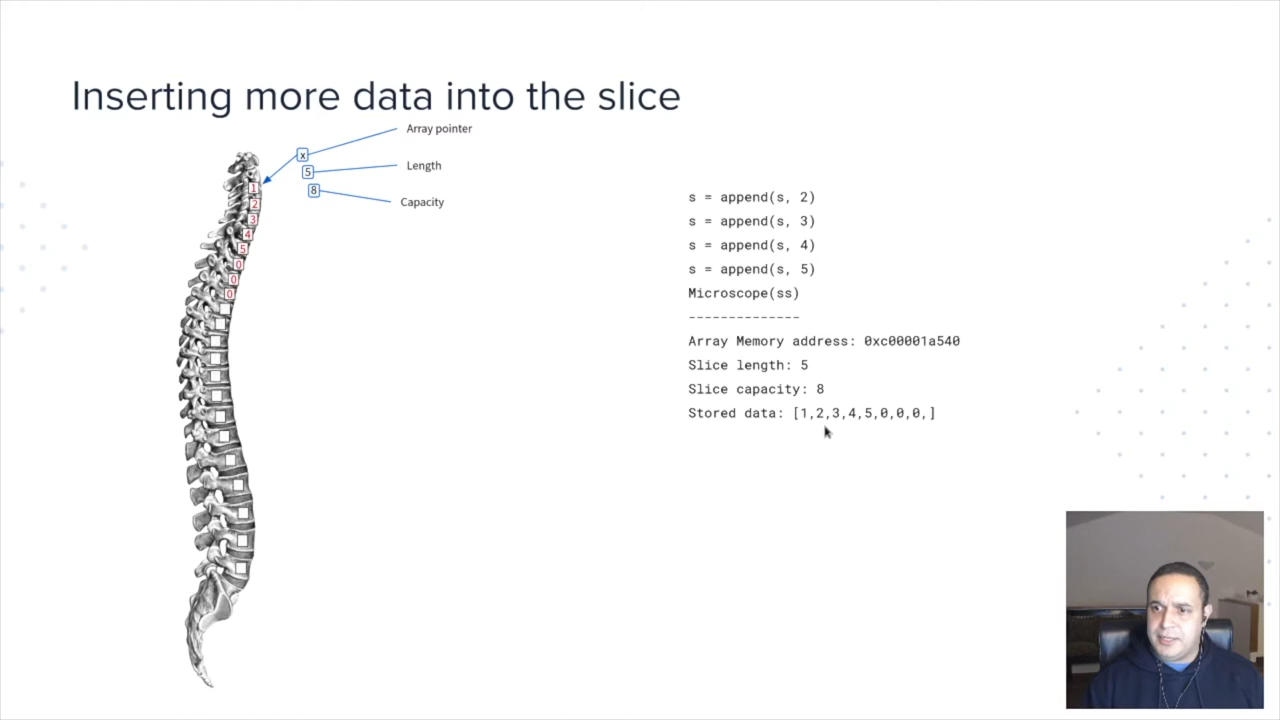 Inserting more data into the slice
Array pointer
x
Length
5
8
Capacity
1
2
3
4
5
0
0
0
s = append(s, 2)
s = append(s, 3)
s = append(s, 4)
s = append(s, 5)
Microscope(ss)
--------------
Array Memory address: 0xc00001a540
Slice length: 5
Slice capacity: 8
Stored data: [1,2,3,4,5,0,0,0,]